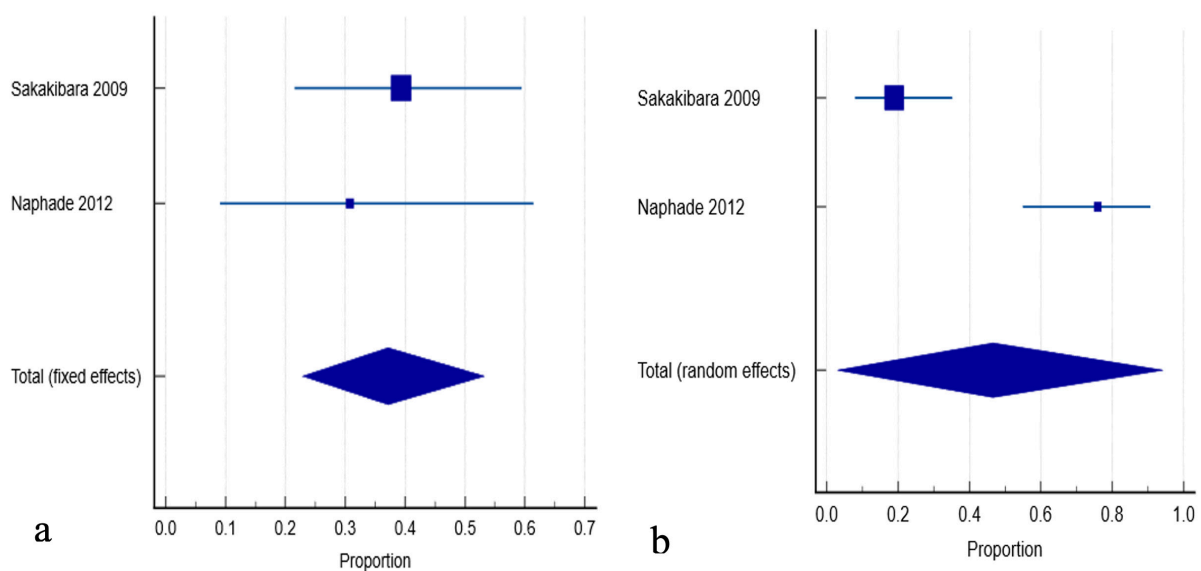 Sakakibara 2009
Naphade 2012
Total (fixed effects)
0.0 0.1 0.2 0.3 0.4 0.5 0.6 0.7
Proportion
a
Sakakibara 2009
Naphade 2012
Total (random effects)
0.0 0.2 0.4 0.6 0.8 1.0
Proportion
b